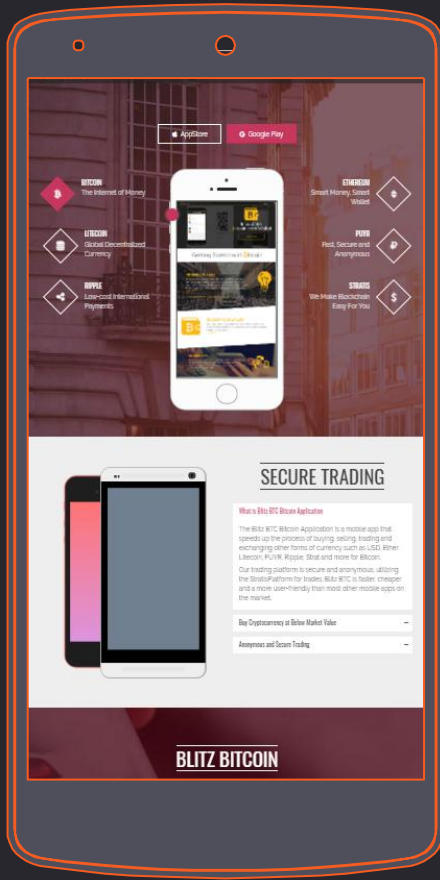 AppStore
Google Play
BITCOIN
The Internet of Money
LITECOIN
Global Decentralized
Currency
RIPPLE
Low-cost International
Payments
ETHEREUM
Smart Money, Smart
Wallet
PUYR
Fast, Secure and
Anonymous
STRATIS
We Make Blockchain
Easy For You
SECURE TRADING
What is Blitz BTC Bitcoin Application
The Blitz BTC Bitcoin Application is a mobile app that
speeds up the process of buying, selling, trading and
exchanging other forms of currency such as USD, Ether
Litecoin, PUYR, Ripple, Strat and more for Bitcoin.
Our trading platform is secure and anonymous, utilizing
the StratisPlatform for trades, Blitz BTC is faster, cheaper
and a more user-friendly than most other mobile apps on
the market.
Buy Cryptocurrency at Below Market Value
Anonymous and Secure Trading
BLITZ BITCOIN